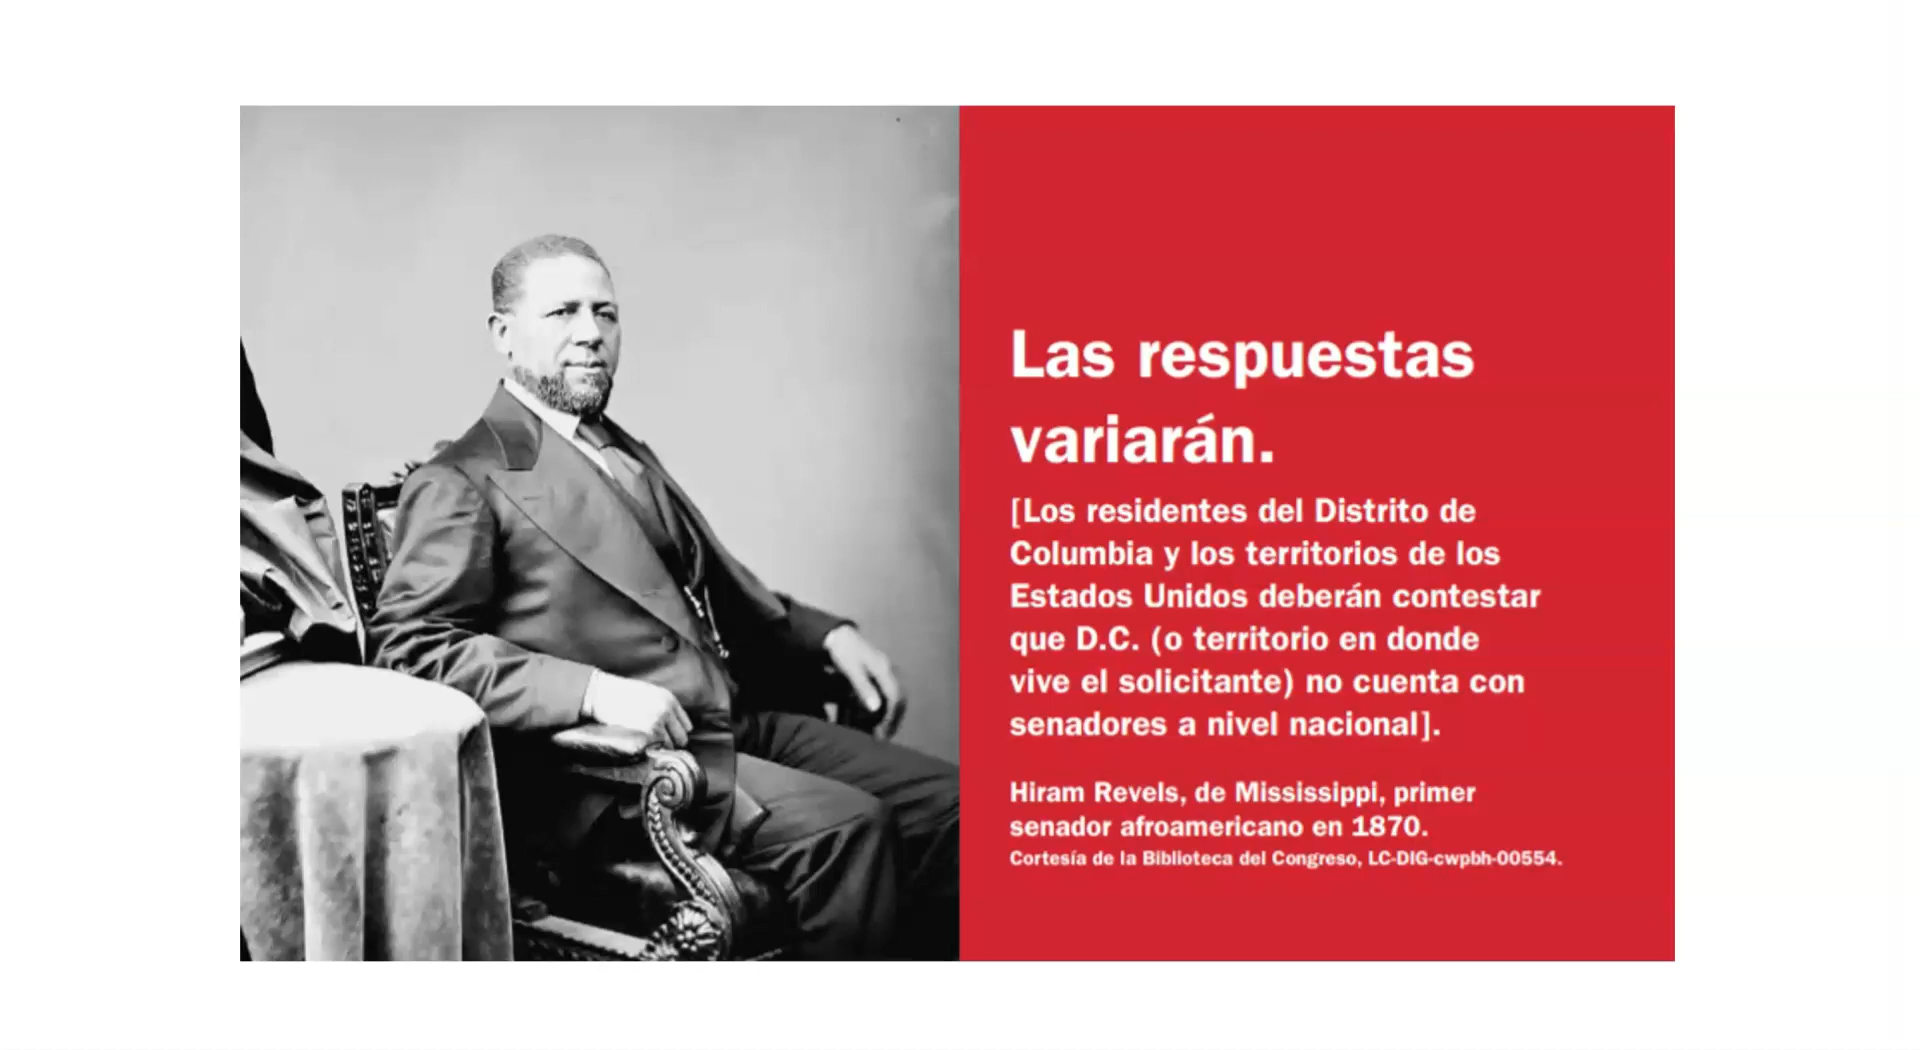 Las respuestas
variarán.
[Los residentes del Distrito de
Columbia y los territorios de los
Estados Unidos deberán contestar
que D.C. (o territorio en donde
vive el solicitante) no cuenta con
senadores a nivel nacional].
Hiram Revels, de Mississippi, primer
senador afroamericano en 1870.
Cortesía de la Biblioteca del Congreso, LC-DIG-cwpbh-00554.